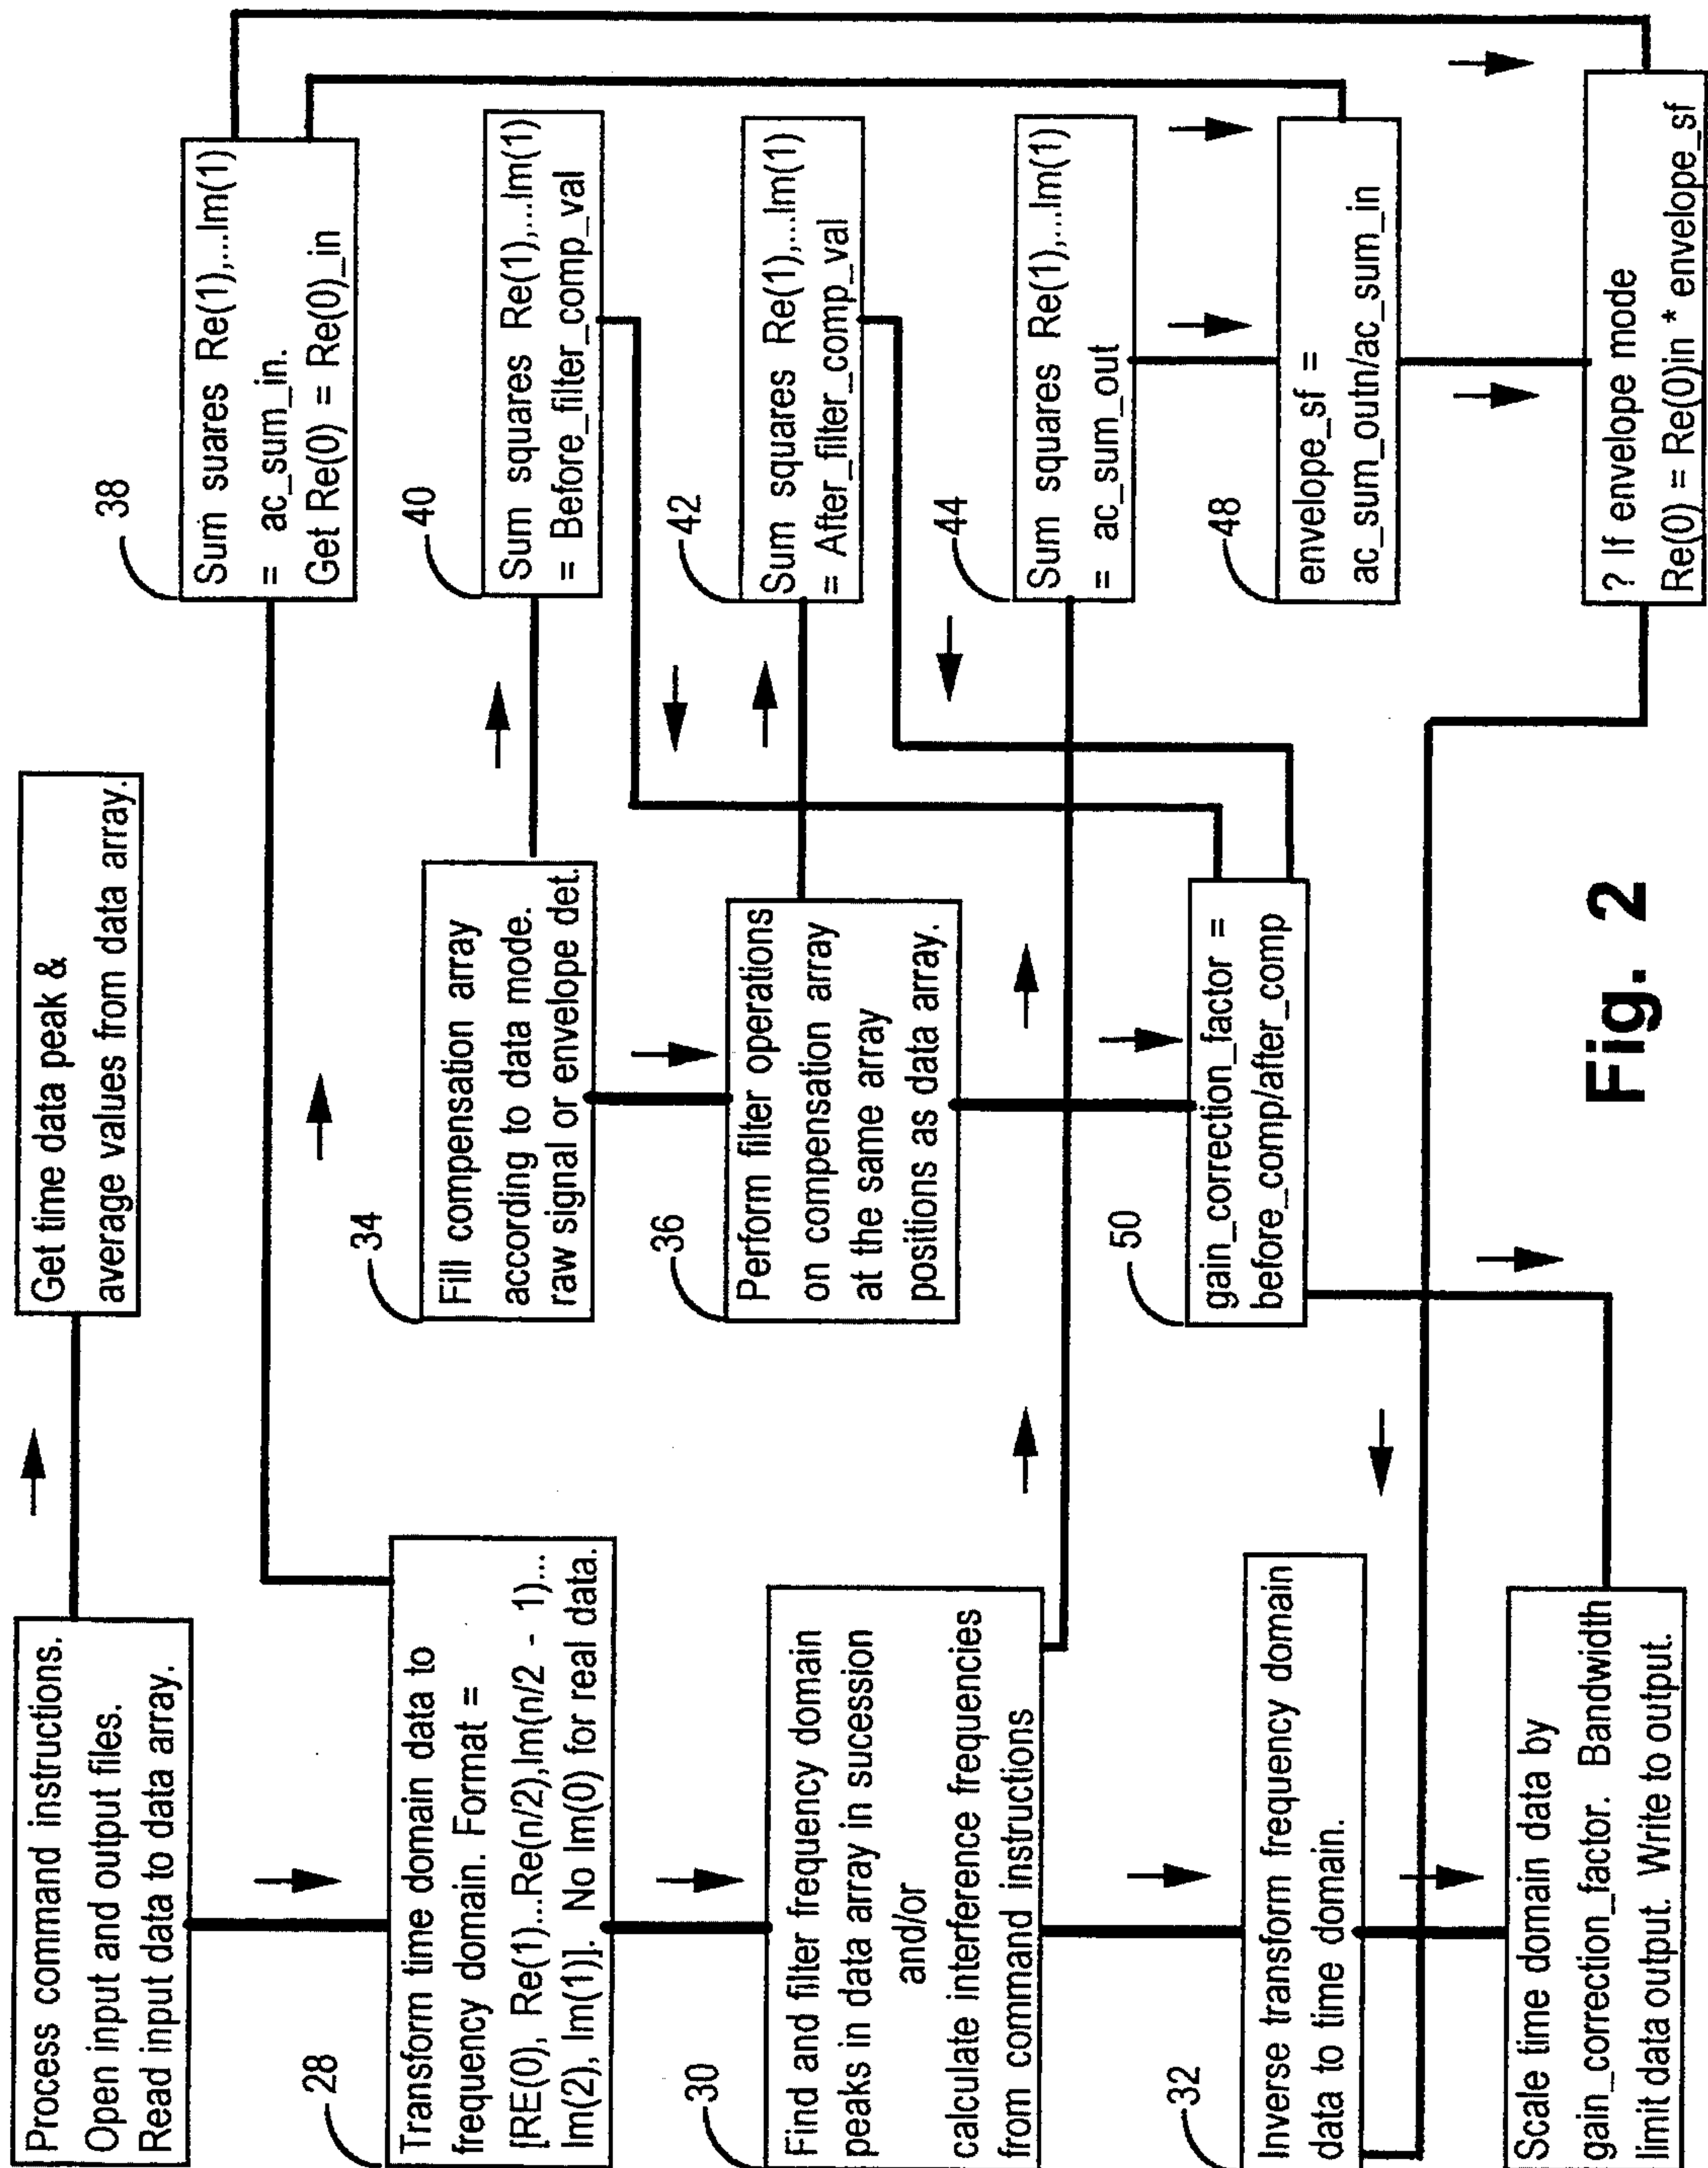 Process command instructions.
Open input and output files.
Read input data to data array.
Get time data peak &
average values from data array.
28
Transform time domain data to
frequency domain. Format =
[RE(0), Re(1)...Re(n/2),Im(n/2 - 1)...
Im(2), Im(1)]. No Im(0) for real data.
30
Find and filter frequency domain
peaks in data array in sucession
and/or
calculate interference frequencies
from command instructions
32
Inverse transform frequency domain
data to time domain.
Scale time domain data by
gain_correction_factor. Bandwidth
limit data output. Write to output.
34
Fill compensation array
according to data mode.
raw signal or envelope det.
36
Perform filter operations
on compensation array
at the same array
positions as data array.
50
gain_correction_factor =
before_comp/after_comp
38
Sum suares Re(1),...Im(1)
= ac_sum_in.
Get Re(0) = Re(0)_in
40
Sum squares Re(1),...Im(1)
= Before_filter_comp_val
42
Sum squares Re(1),...Im(1)
= After_filter_comp_val
44
Sum squares Re(1),...Im(1)
= ac_sum_out
48
envelope_sf =
ac_sum_outn/ac_sum_in
? If envelope mode
Re(0) = Re(0)in * envelope_sf
Fig. 2